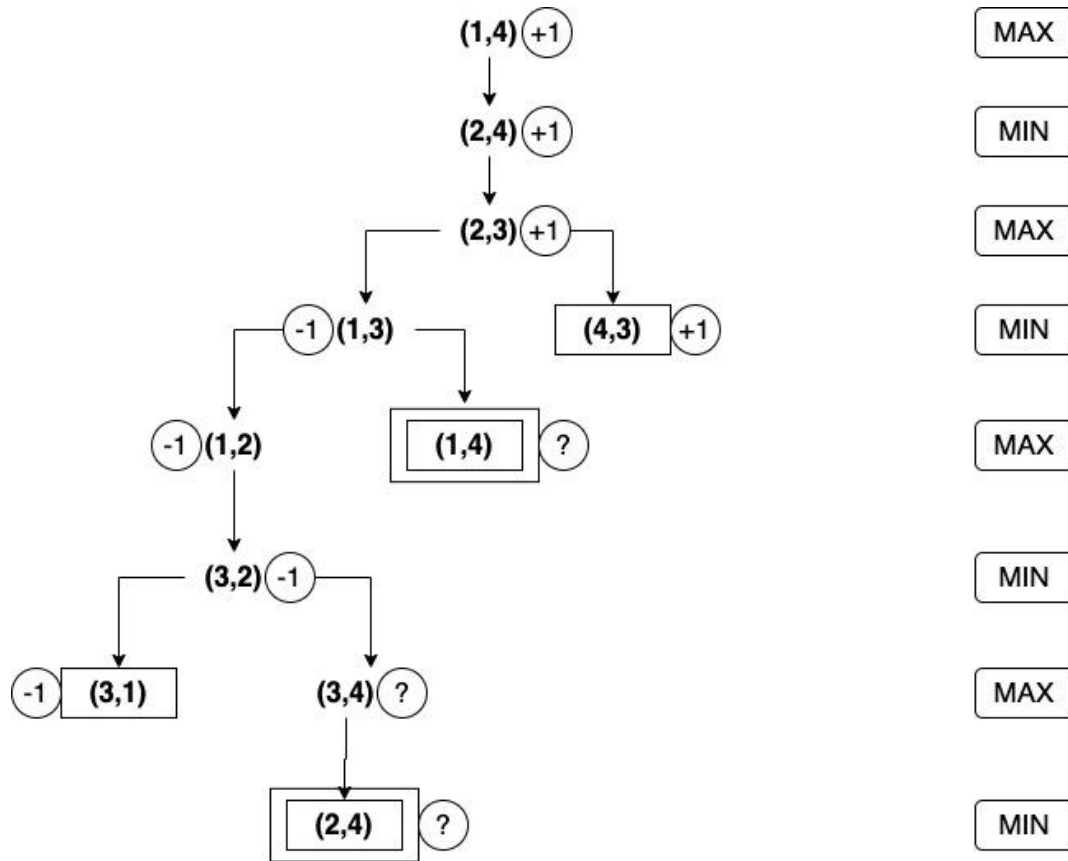 (1,4) +1 MAX
(2,4) +1 MIN
(2,3) +1 MAX
-1 (1,3) (4,3) +1 MIN
-1 (1,2) (1,4) ? MAX
(3,2) -1 MIN
-1 (3,1) (3,4) ? MAX
(2,4) ? MIN